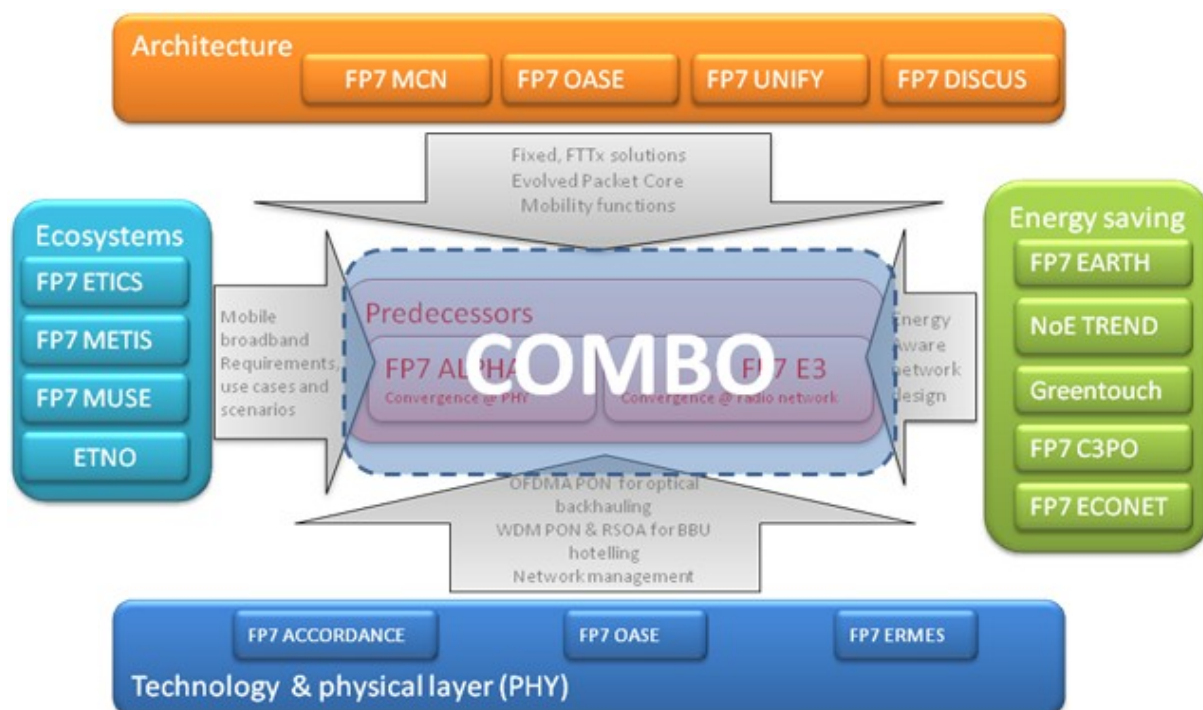 Architecture
FP7 MCN
FP7 OASE
FP7 UNIFY
FP7 DISCUS
Fixed, FTTx solutions
Evolved Packet Core
Mobility functions
Ecosystems
FP7 ETICS
FP7 METIS
FP7 MUSE
ETNO
Mobile
broadband
Requirements,
use cases and
scenarios
Predecessors
FP7 ALPHA
Convergence @ PHY
FP7 E3
Convergence @ radio network
COMBO
Energy
Aware
network
design
Energy saving
FP7 EARTH
NoE TREND
Greentouch
FP7 C3PO
FP7 ECONET
OFDMA PON for optical
backhauling
WDM PON & RSOA for BBU
hotelling
Network management
FP7 ACCORDANCE
FP7 OASE
FP7 ERMES
Technology & physical layer (PHY)